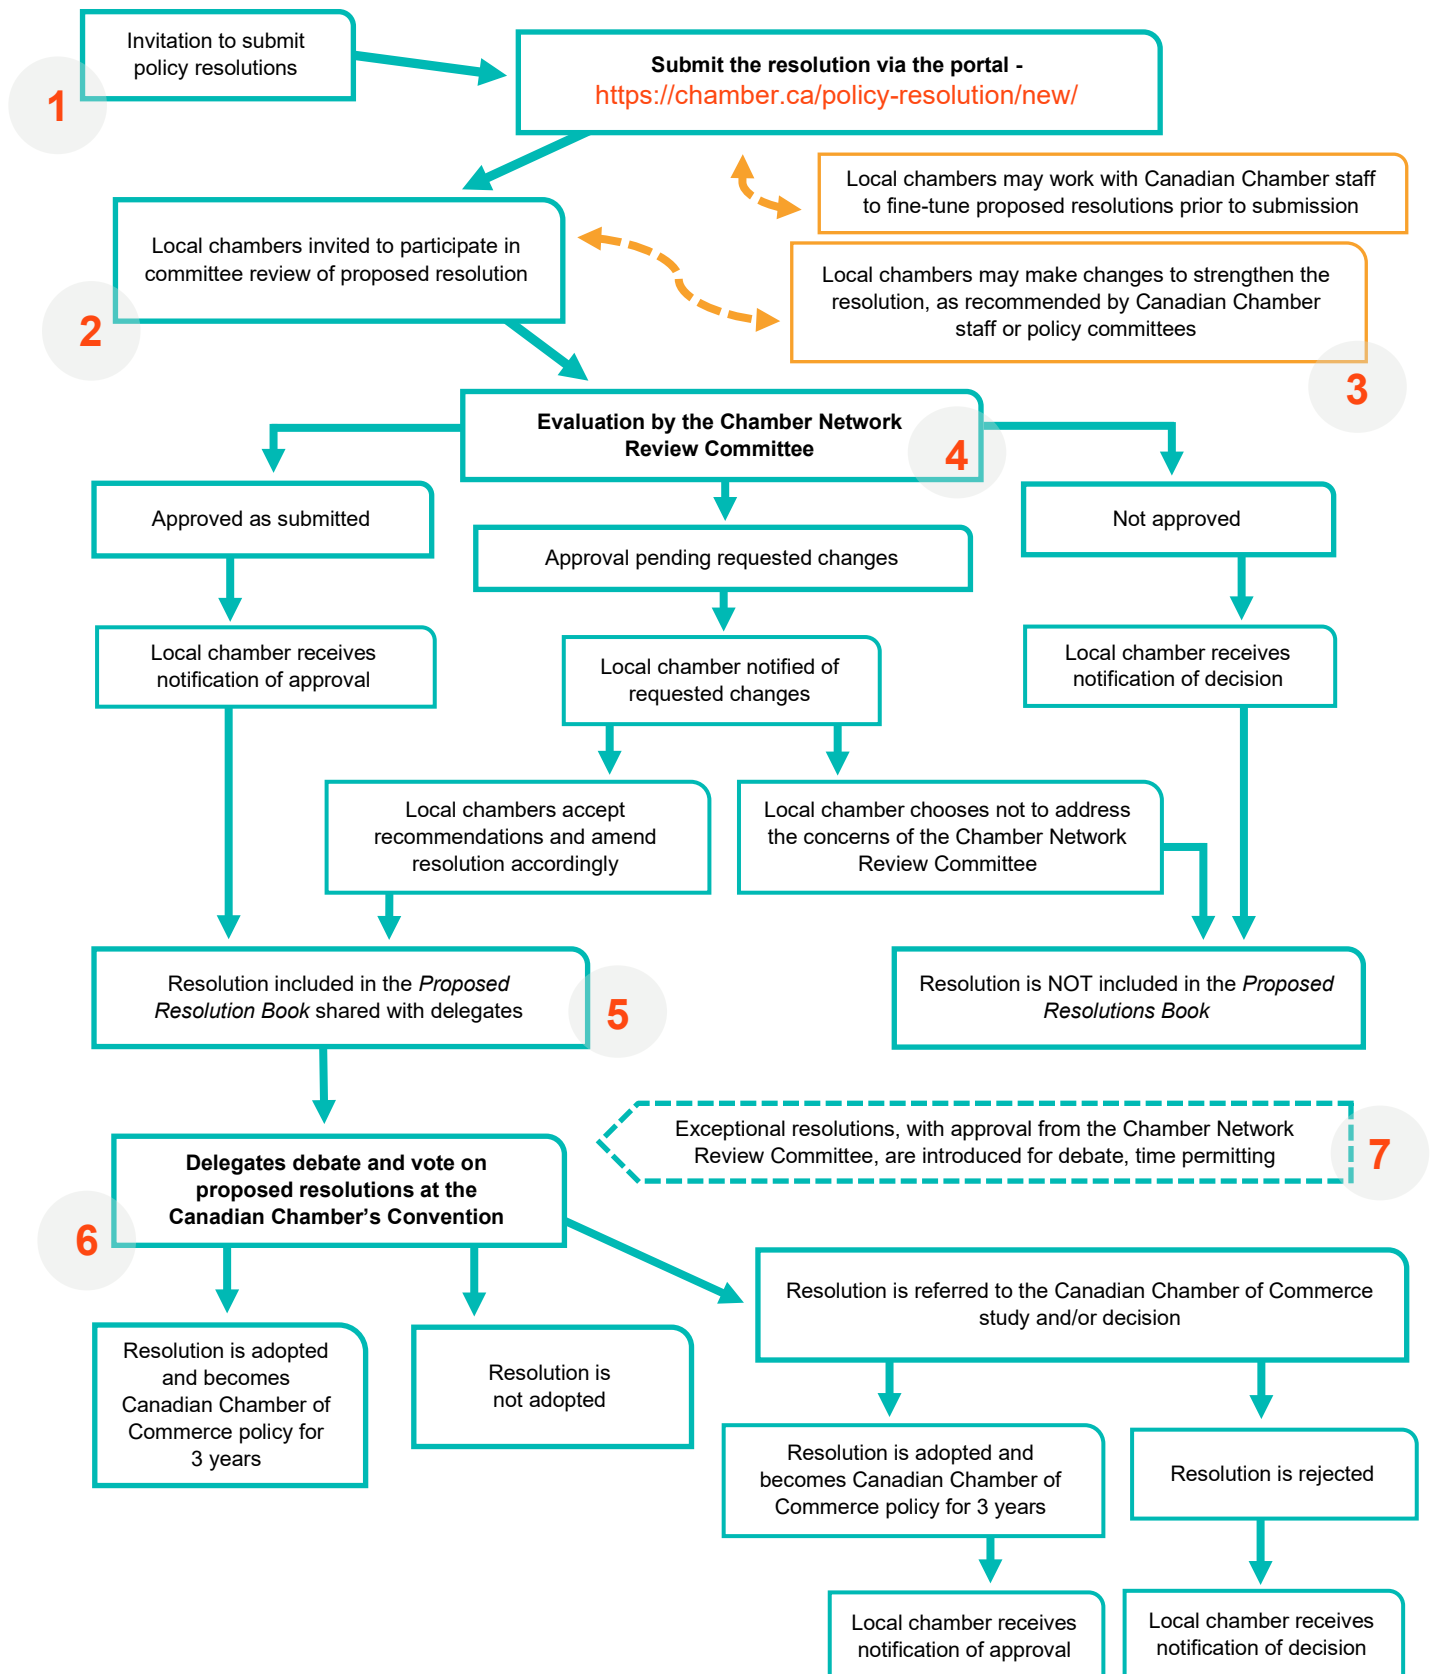 Invitation to submit
policy resolutions
1
Submit the resolution via the portal -
https://chamber.ca/policy-resolution/new/
Local chambers may work with Canadian Chamber staff
to fine-tune proposed resolutions prior to submission
Local chambers invited to participate in
committee review of proposed resolution
2
Local chambers may make changes to strengthen the
resolution, as recommended by Canadian Chamber
staff or policy committees
3
Evaluation by the Chamber Network
Review Committee
4
Approved as submitted
Approval pending requested changes
Not approved
Local chamber receives
notification of approval
Local chamber notified of
requested changes
Local chamber receives
notification of decision
Local chambers accept
recommendations and amend
resolution accordingly
Local chamber chooses not to address
the concerns of the Chamber Network
Review Committee
Resolution included in the Proposed
Resolution Book shared with delegates
5
Resolution is NOT included in the Proposed
Resolutions Book
Exceptional resolutions, with approval from the Chamber Network
Review Committee, are introduced for debate, time permitting
7
Delegates debate and vote on
proposed resolutions at the
Canadian Chamber’s Convention
6
Resolution is referred to the Canadian Chamber of Commerce
study and/or decision
Resolution is adopted
and becomes
Canadian Chamber of
Commerce policy for
3 years
Resolution is
not adopted
Resolution is adopted and
becomes Canadian Chamber of
Commerce policy for 3 years
Resolution is rejected
Local chamber receives
notification of approval
Local chamber receives
notification of decision